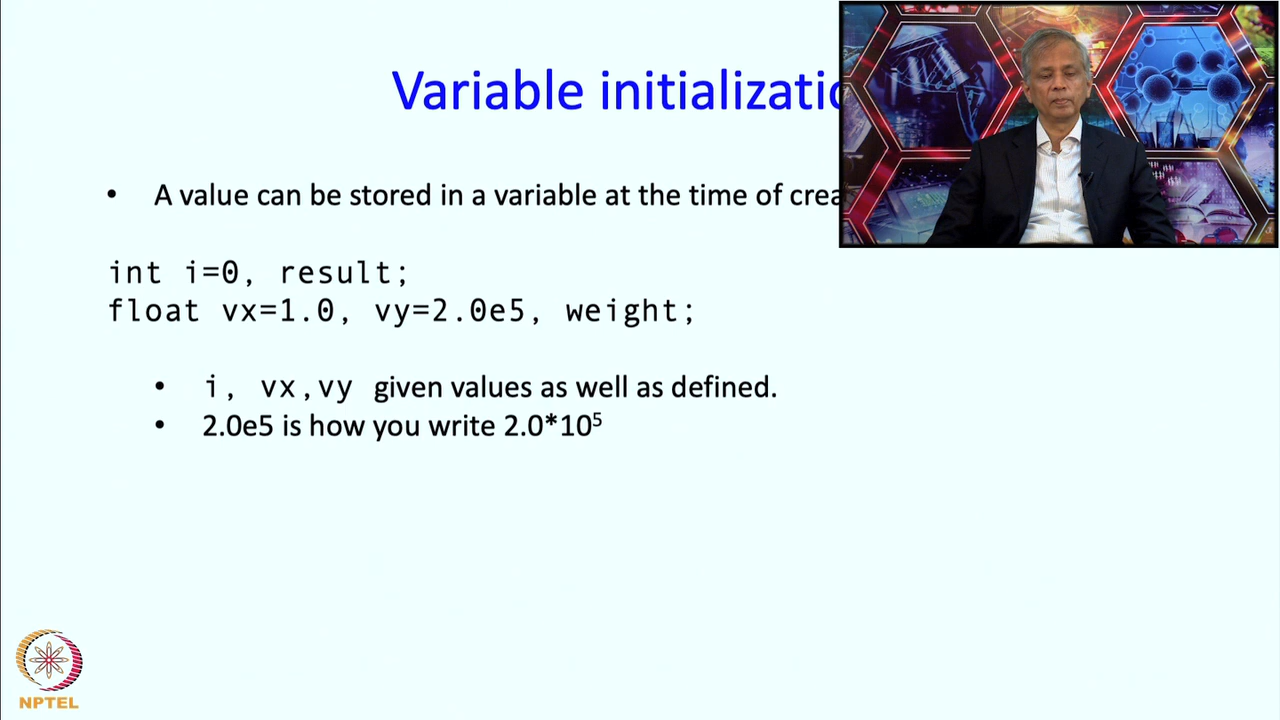 Variable
• A value can be stored in a variable at the time of
int i=0, result;
float vx=1.0, vy=2.0e5, weight;
• i, vx,vy given values as well as defined.
• 2.0e5 is how you write 2.0*10⁵
NPTEL